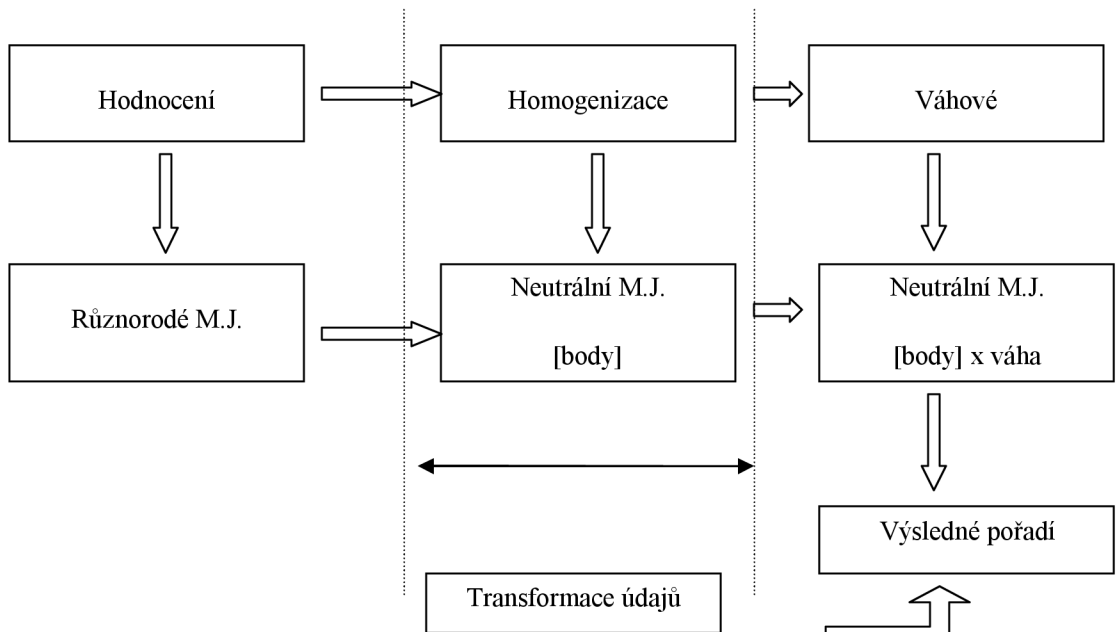 Hodnocení
Homogenizace
Váhové
Různorodé M.J.
Neutrální M.J.
[body]
Neutrální M.J.
[body] x váha
Výsledné pořadí
Transformace údajů